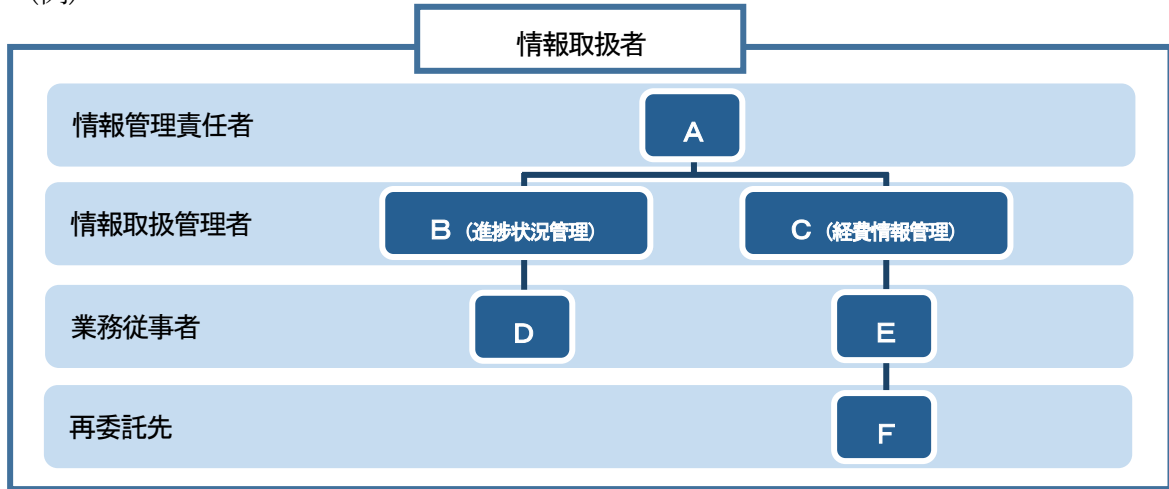 (例)
情報取扱者
情報管理責任者
A
情報取扱管理者
B (進捗状況管理)
C (経費情報管理)
業務従事者
D
E
再委託先
F